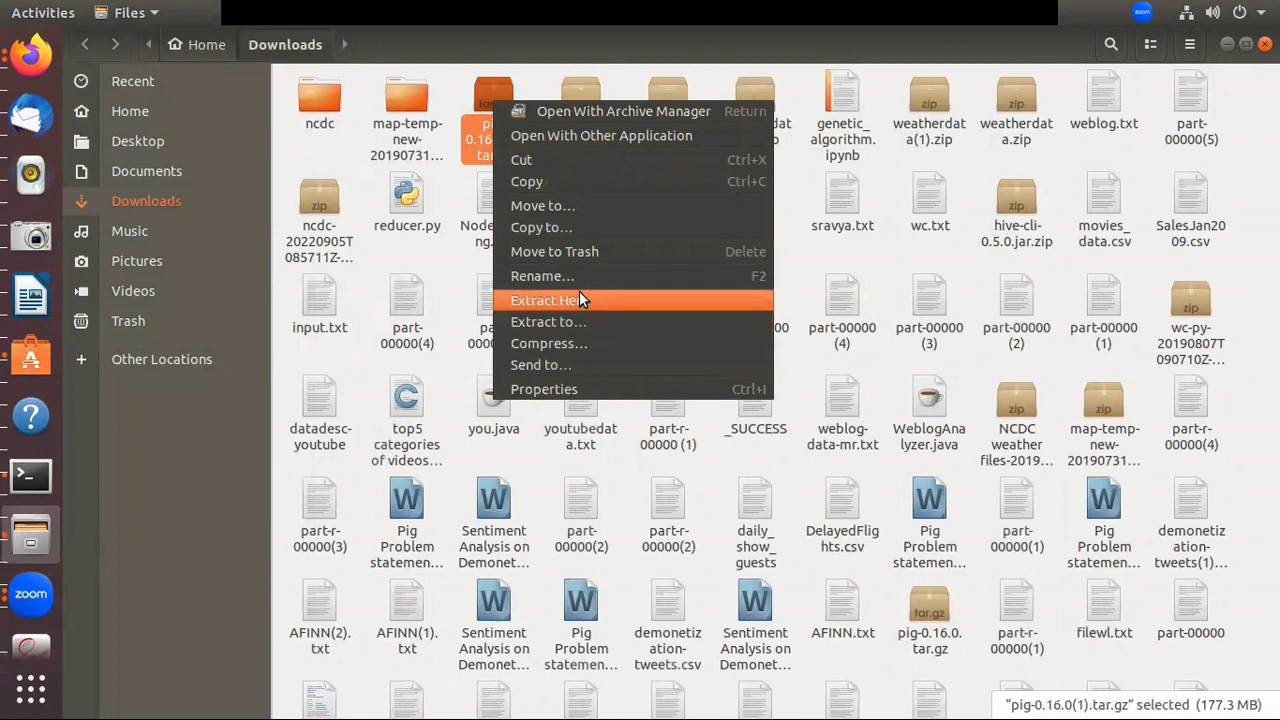 Activities
Files
Home
Downloads
Recent
Home
Desktop
Documents
Downloads
Music
Pictures
Videos
Trash
Other Locations
Open With Archive Manager Return
Open With Other Application
Cut Ctrl+X
Copy Ctrl+C
Move to…
Copy to…
Move to Trash Delete
Rename… F2
Extract
Extract to…
Compress…
Send to…
Properties Ctrl+I
ncdc
map-temp-
new-
20190731…
genetic_
algorithm.
ipynb
zip
weatherdat
a(1).zip
zip
weatherdat
a.zip
weblog.txt
part-
00000(5)
zip
ncdc-
20220905T
085711Z-…
reducer.py
sravya.txt
wc.txt
zip
hive-cli-
0.5.0.jar.zip
movies_
data.csv
SalesJan20
09.csv
input.txt
part-
00000(4)
part-00000
(4)
part-00000
(3)
part-00000
(2)
part-00000
(1)
zip
wc-py-
20190807T
090710Z-…
datadesc-
youtube
top5
categories
of videos…
you.java
youtubedat
a.txt
part-r-
00000 (1)
_SUCCESS
weblog-
data-mr.txt
WeblogAna
lyzer.java
zip
NCDC
weather
files-2019…
zip
map-temp-
new-
20190731…
part-r-
00000(4)
part-r-
00000(3)
Pig
Problem
statemen…
Sentiment
Analysis on
Demonet…
part-
00000(2)
part-r-
00000(2)
daily_
show_
guests
DelayedFlig
hts.csv
Pig
Problem
statemen…
part-
00000(1)
Pig
Problem
statemen…
demonetiz
ation-
tweets(1)…
AFINN(2).
txt
AFINN(1).
txt
Sentiment
Analysis on
Demonet…
Pig
Problem
statemen…
demonetiz
ation-
tweets.csv
Sentiment
Analysis on
Demonet…
AFINN.txt
tar.gz
pig-0.16.0.
tar.gz
part-r-
00000(1)
filewl.txt
part-00000
zoom
zoom
"pig-0.16.0(1).tar.gz" selected (177.3 MB)